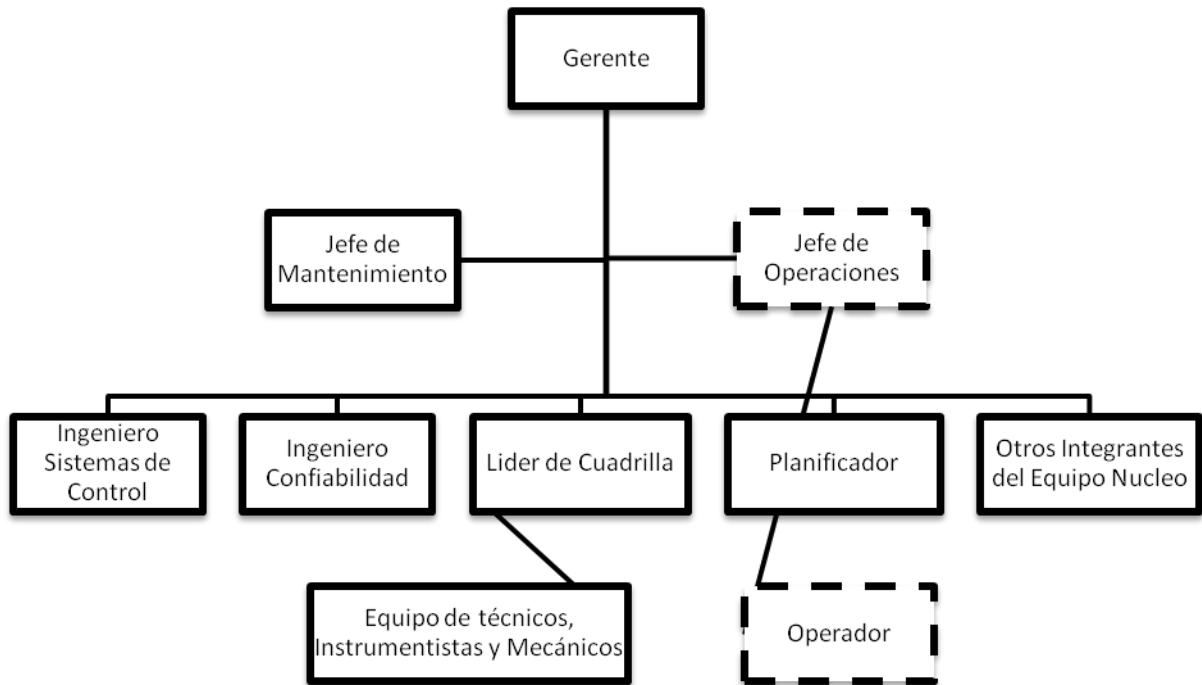 Gerente
Jefe de
Mantenimiento
Jefe de
Operaciones
Ingeniero
Sistemas de
Control
Ingeniero
Confiabilidad
Lider de Cuadrilla
Planificador
Otros Integrantes
del Equipo Nucleo
Equipo de técnicos,
Instrumentistas y Mecánicos
Operador